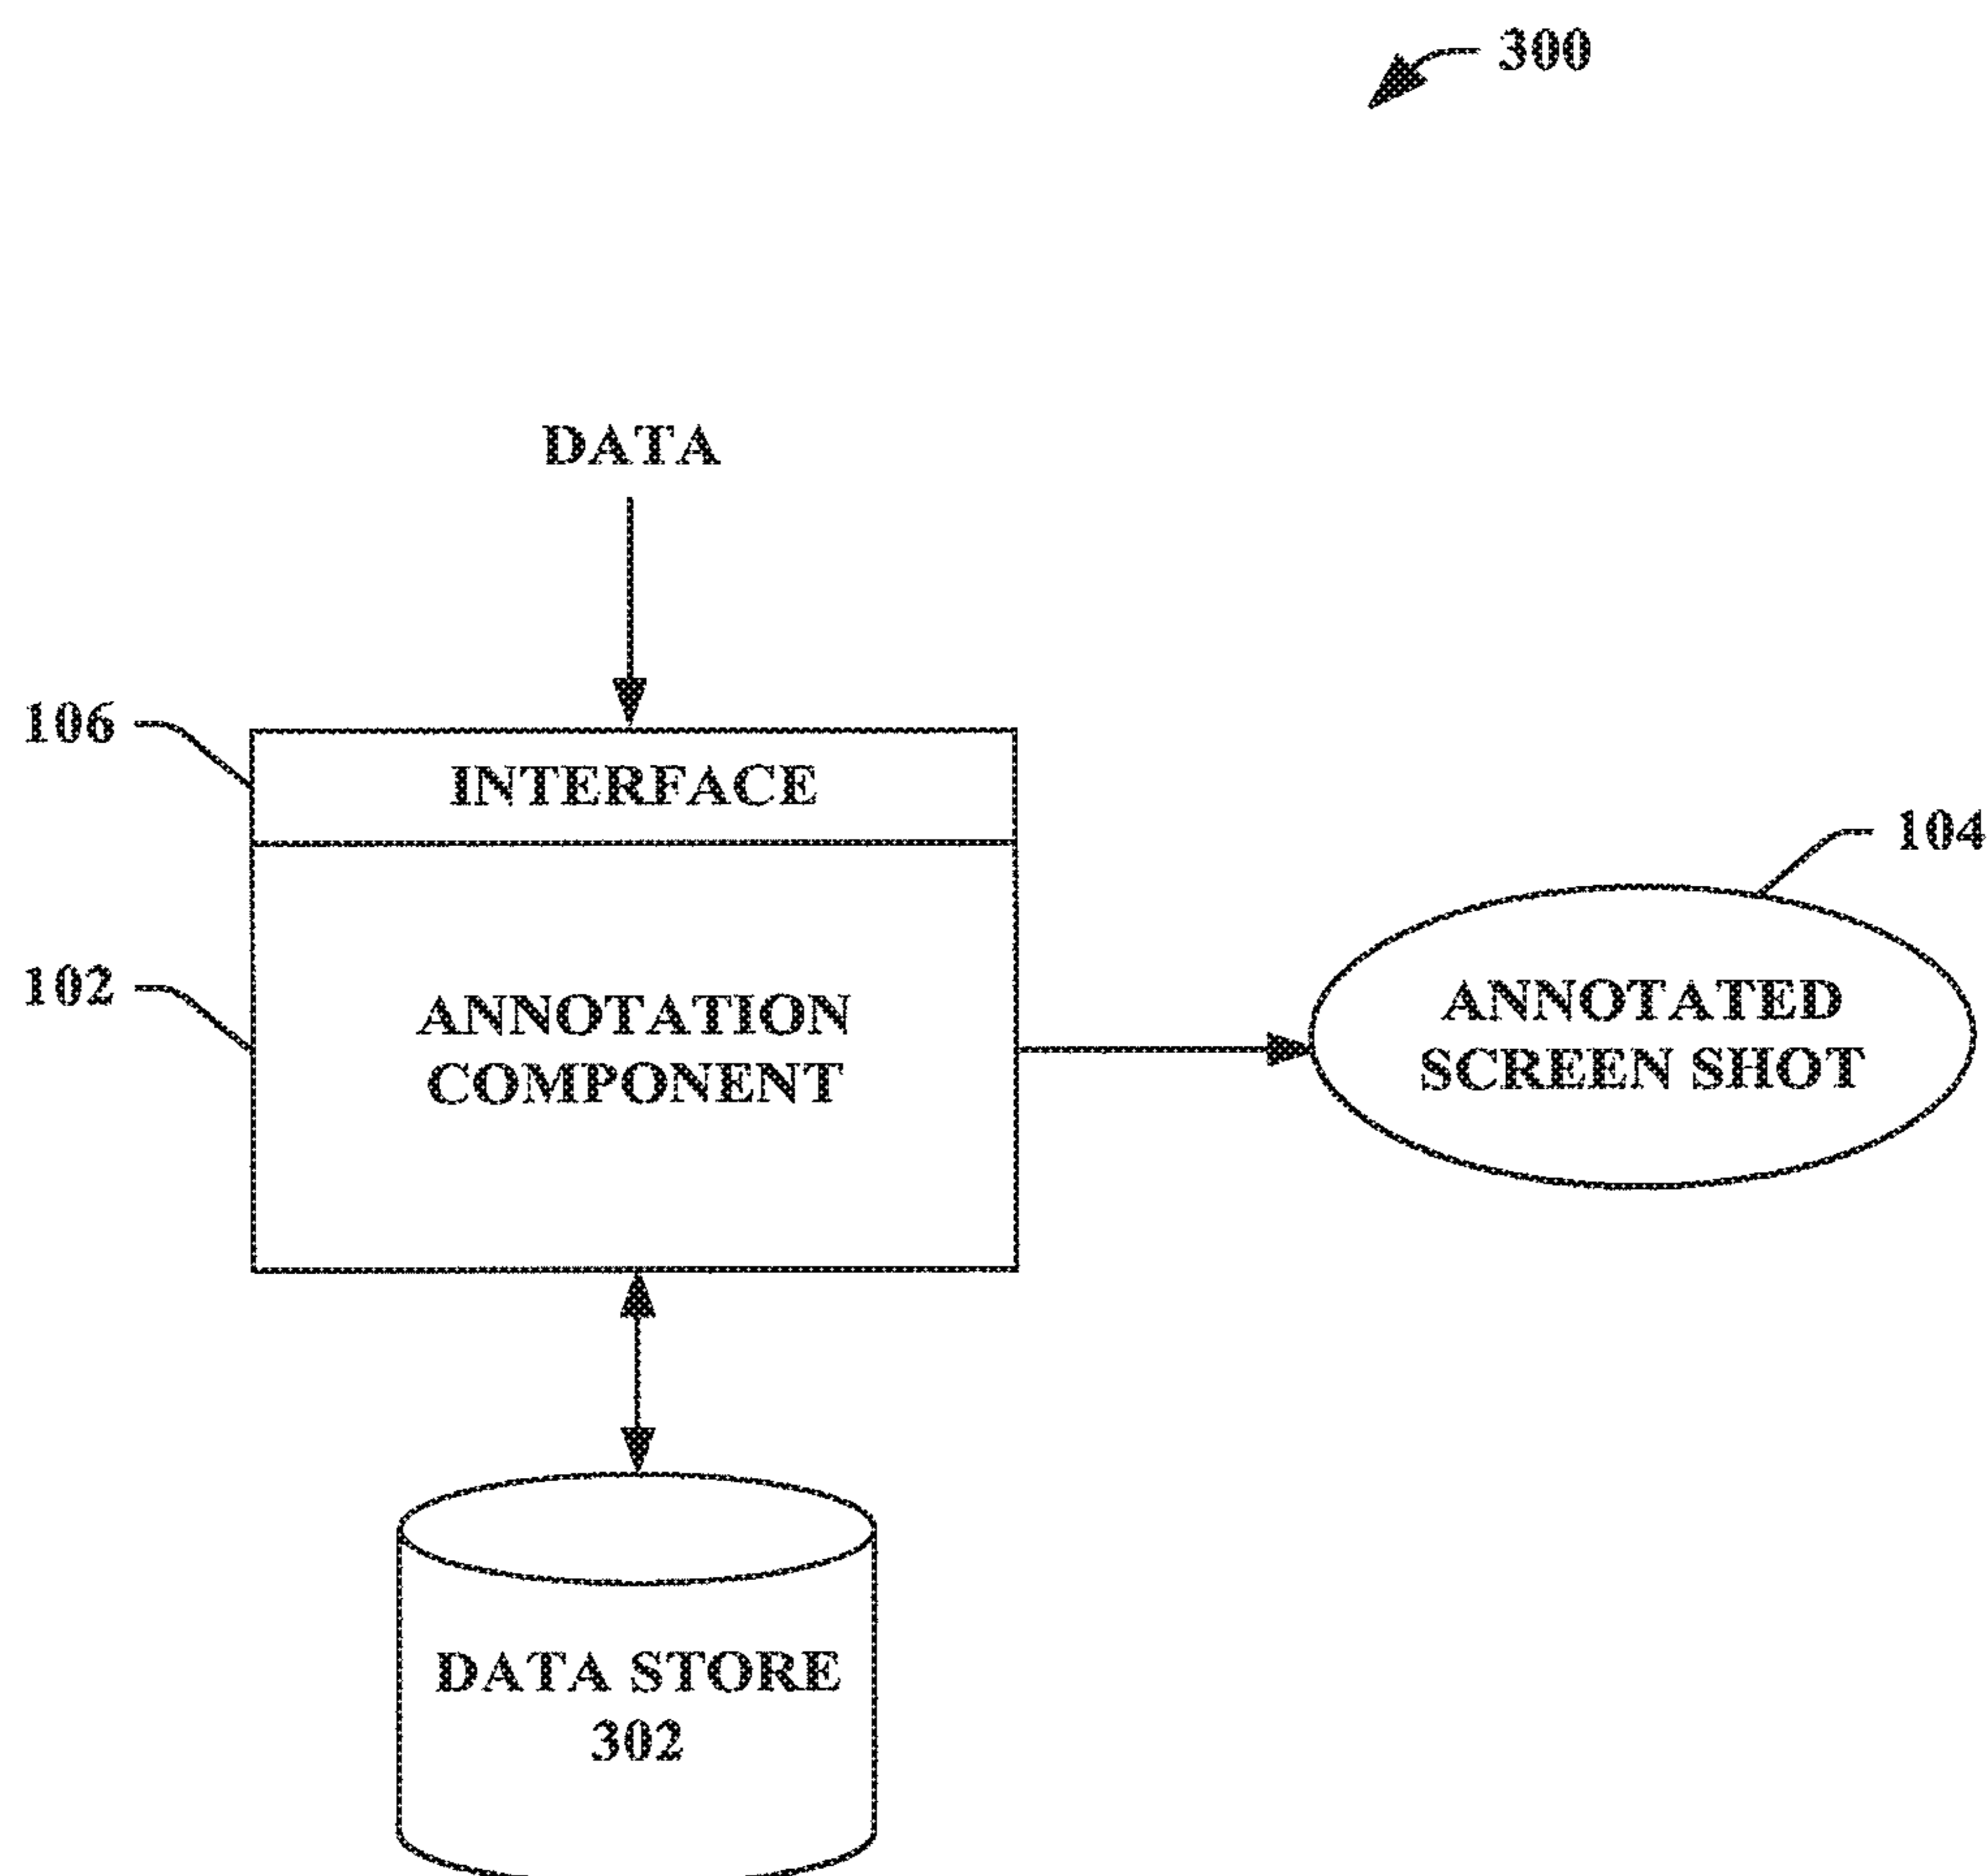 300
DATA
106
INTERFACE
104
102
ANNOTATION
COMPONENT
ANNOTATED
SCREEN SHOT
DATA STORE
302